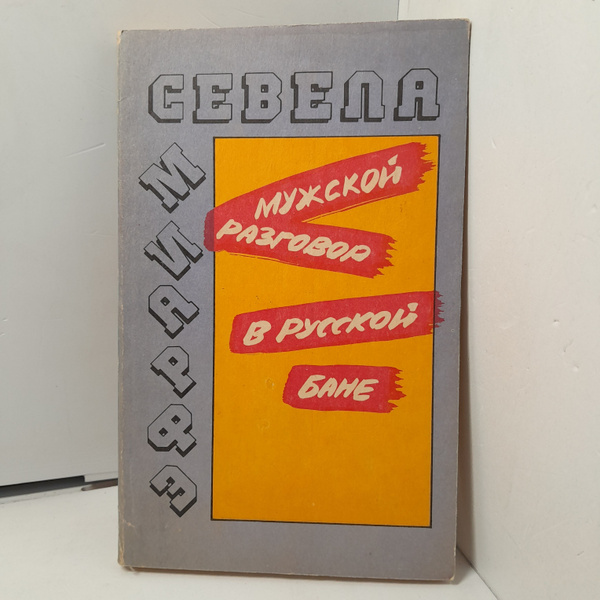 ЭФРАИМ
СЕВЕЛА
МУЖСКОЙ
РАЗГОВОР
В РУССКОЙ
БАНЕ